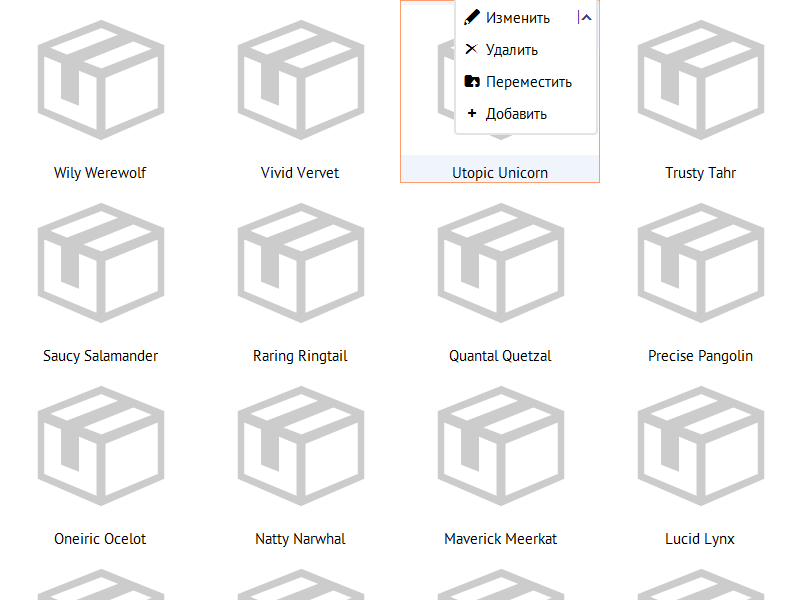 Изменить
Удалить
Переместить
Добавить
Wily Werewolf
Vivid Vervet
Utopic Unicorn
Trusty Tahr
Saucy Salamander
Raring Ringtail
Quantal Quetzal
Precise Pangolin
Oneiric Ocelot
Natty Narwhal
Maverick Meerkat
Lucid Lynx